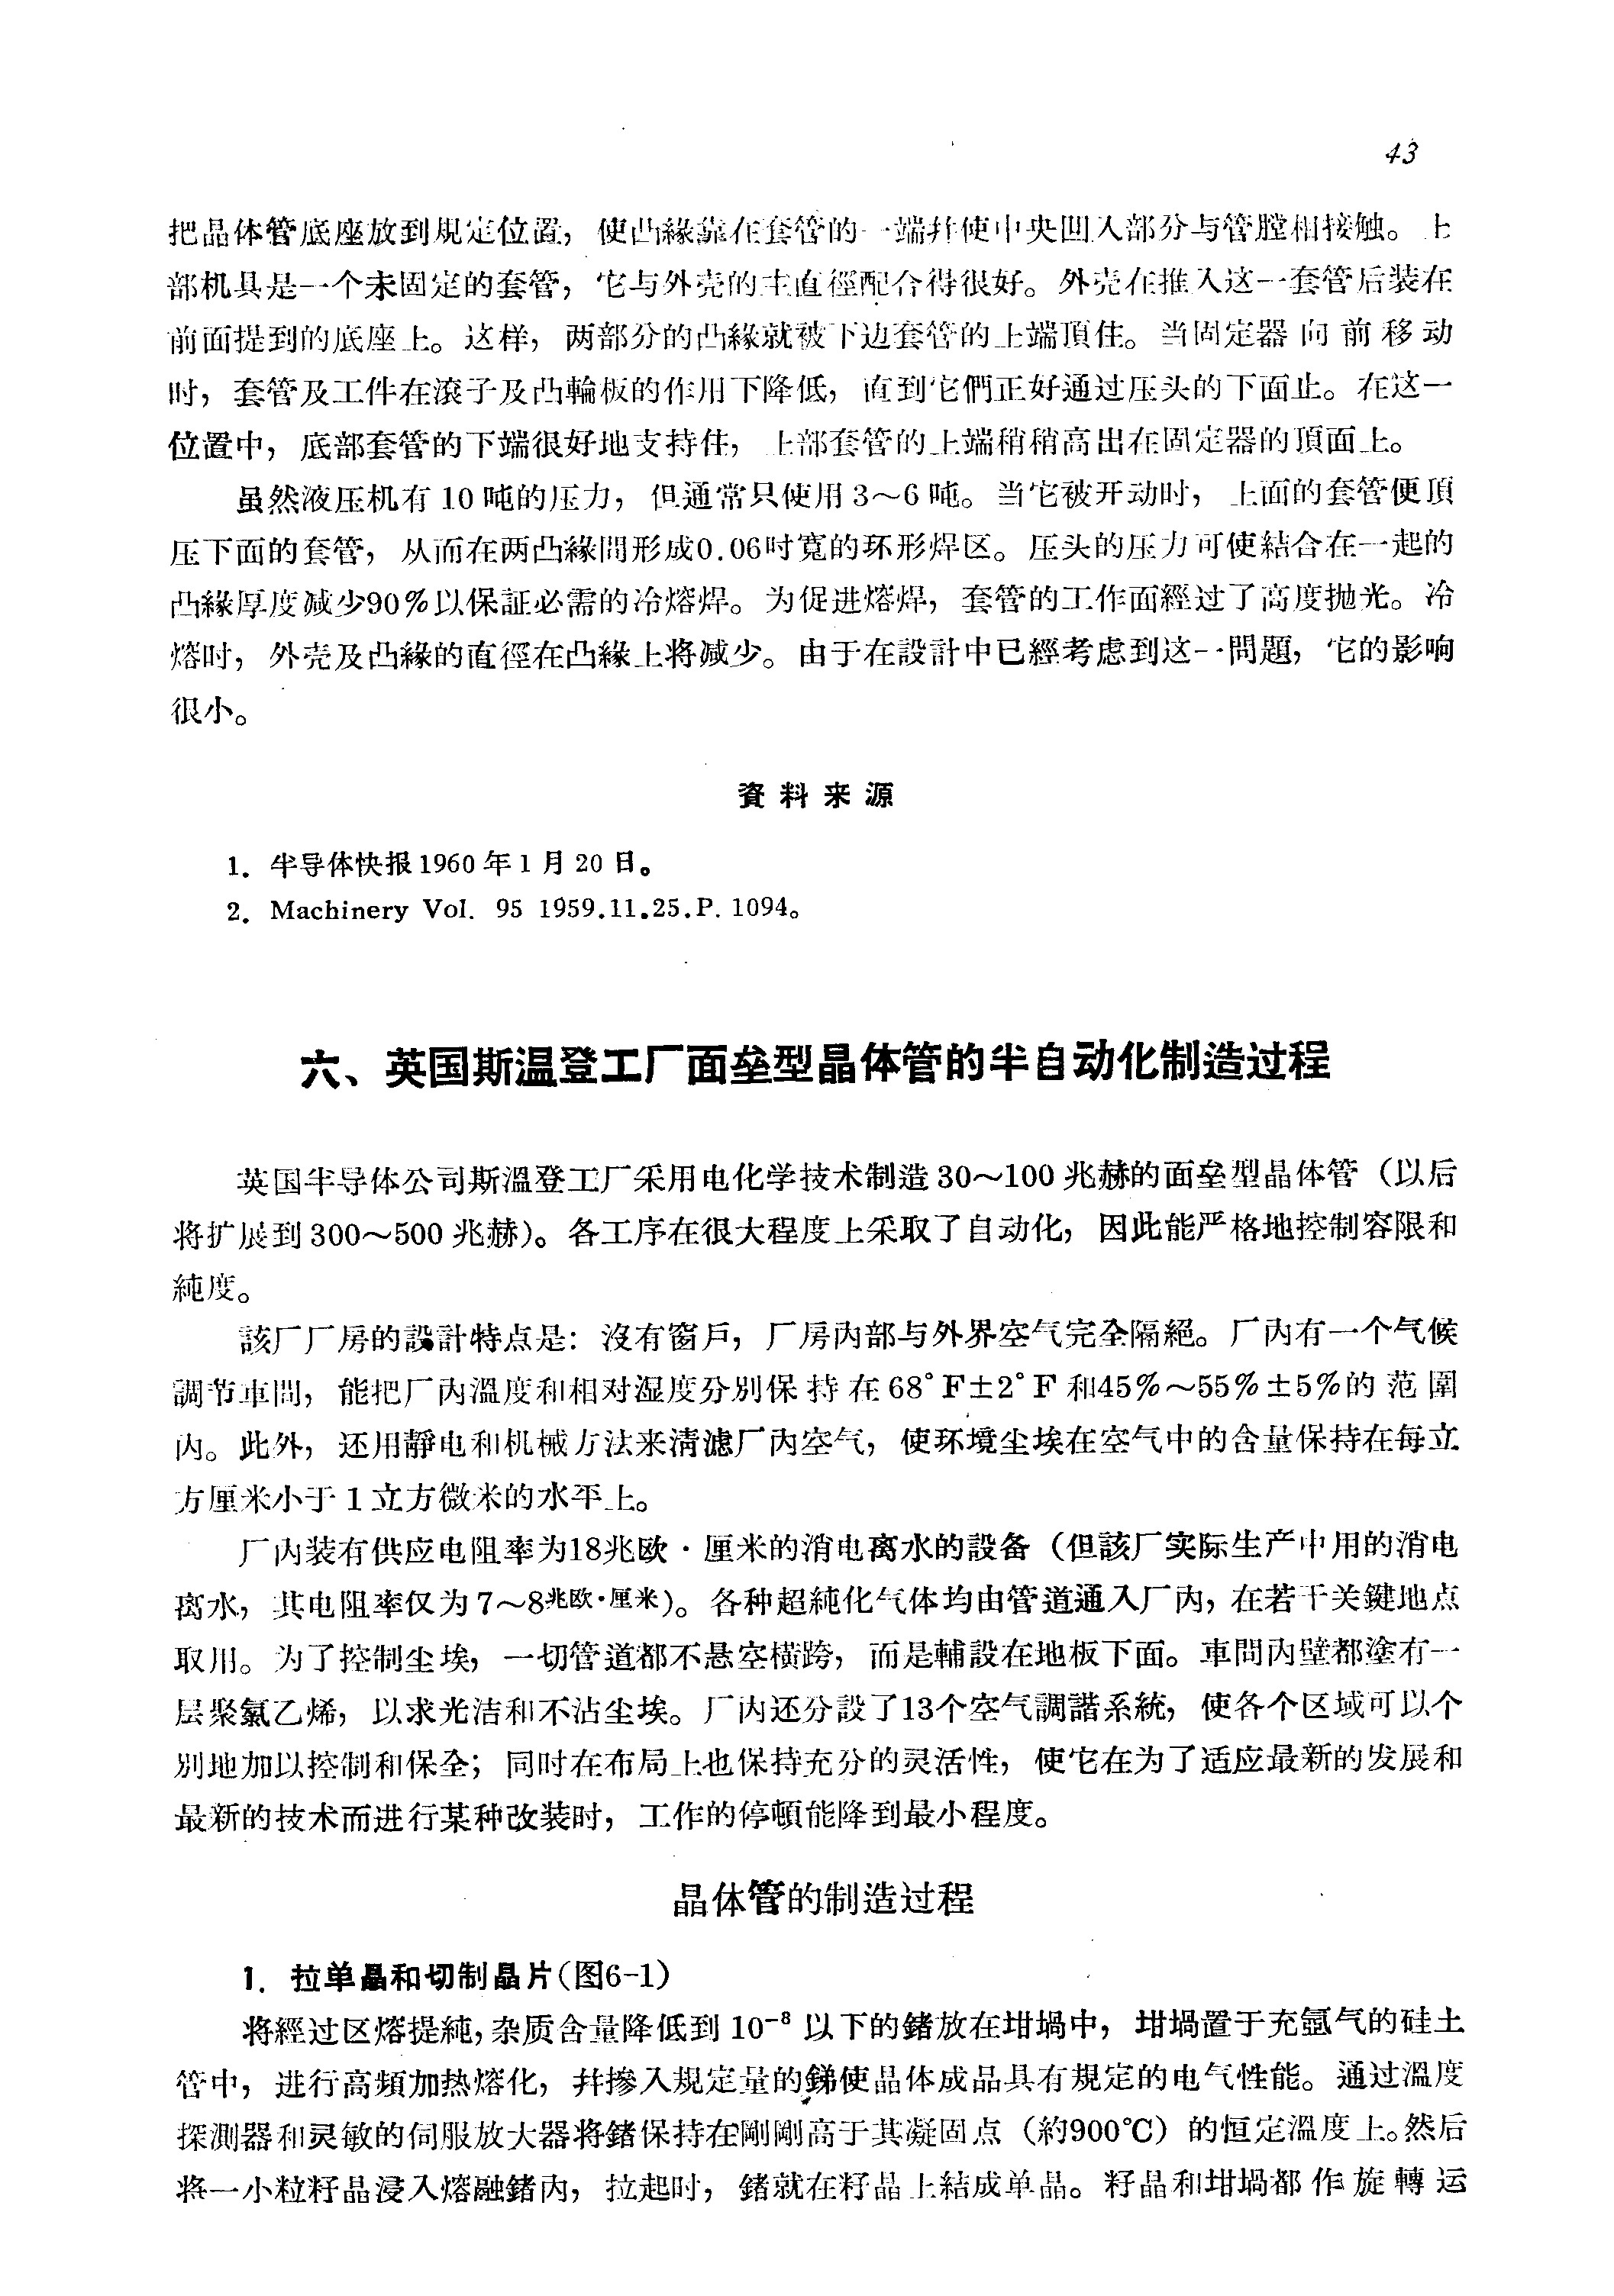 43
把晶体管底座放到規定位置，使凸緣靠在套管的一端幷使中央凹入部分与管膛相接触。上
部机具是一个未固定的套管，它与外壳的主直徑配合得很好。外壳在推入这一套管后装在
前面提到的底座上。这样，两部分的凸緣就被下边套管的上端頂住。当固定器向前移动
时，套管及工件在滾子及凸輪板的作用下降低，直到它們正好通过压头的下面止。在这一
位置中，底部套管的下端很好地支持住，上部套管的上端稍稍高出在固定器的頂面上。
虽然液压机有 10 吨的压力，但通常只使用 3～6 吨。当它被开动时，上面的套管便頂
压下面的套管，从而在两凸緣間形成0.06吋寬的环形焊区。压头的压力可使結合在一起的
凸緣厚度减少90％以保証必需的冷熔焊。为促进熔焊，套管的工作面經过了高度抛光。冷
熔时，外壳及凸緣的直徑在凸緣上将减少。由于在設計中已經考虑到这一問題，它的影响
很小。
資料来源
1．半导体快报1960年1月20日。
2．Machinery Vol. 95 1959.11.25.P. 1094。
六、英国斯温登工厂面垒型晶体管的半自动化制造过程
英国半导体公司斯溫登工厂采用电化学技术制造 30～100 兆赫的面垒型晶体管（以后
将扩展到 300～500 兆赫）。各工序在很大程度上采取了自动化，因此能严格地控制容限和
純度。
該厂厂房的設計特点是：沒有窗戶，厂房內部与外界空气完全隔絕。厂內有一个气候
調节車間，能把厂內溫度和相对湿度分別保持在 68°F±2°F 和45％～55％±5％的范圍
內。此外，还用靜电和机械方法来清滤厂內空气，使环境尘埃在空气中的含量保持在每立
方厘米小于 1 立方微米的水平上。
厂內装有供应电阻率为18兆欧·厘米的消电离水的設备（但該厂实际生产中用的消电
离水，其电阻率仅为 7～8兆欧·厘米）。各种超純化气体均由管道通入厂內，在若干关鍵地点
取用。为了控制尘埃，一切管道都不悬空横跨，而是輔設在地板下面。車間內壁都塗有一
层聚氯乙烯，以求光洁和不沾尘埃。厂內还分設了13个空气調諧系統，使各个区域可以个
別地加以控制和保全；同时在布局上也保持充分的灵活性，使它在为了适应最新的发展和
最新的技术而进行某种改装时，工作的停頓能降到最小程度。
晶体管的制造过程
1．拉单晶和切制晶片（图6-1）
将經过区熔提純，杂质含量降低到 10⁻⁸ 以下的鍺放在坩堝中，坩堝置于充氫气的硅土
管中，进行高頻加热熔化，幷摻入規定量的銻使晶体成品具有規定的电气性能。通过溫度
探測器和灵敏的伺服放大器将鍺保持在剛剛高于其凝固点（約900℃）的恒定溫度上。然后
将一小粒籽晶浸入熔融鍺內，拉起时，鍺就在籽晶上結成单晶。籽晶和坩堝都作旋轉运